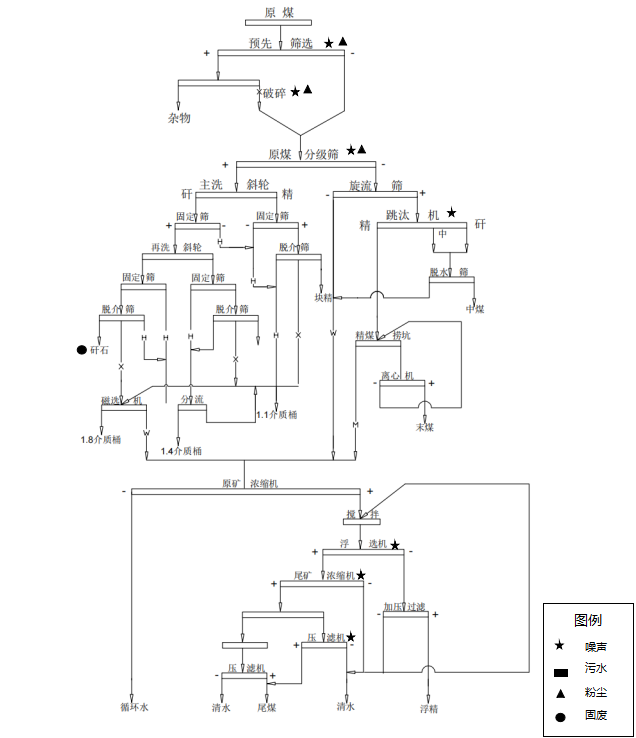 原 煤
+ 预先 筛选 -
破碎
杂物
原煤 分级筛
+ -
主洗 斜轮
矸 精
- 旋流 筛 +
跳汰 机
精 矸
中
+ 固定 筛 -
- 固定 筛 +
H
再洗 斜轮
脱介 筛
脱水 筛
固定 筛
固定 筛
H
块精
中煤
脱介 筛
脱介 筛
H H H X W
精煤 捞坑
矸石
X X
- 离心 机 +
磁选 机
分 流
1.1介质桶
末煤
1.8介质桶
W
1.4介质桶
M
- 原矿 浓缩机 +
搅 拌
+ 浮 选机 -
+ 尾矿 浓缩机 -
- 加压 过滤 +
+ 压 滤机 -
- 压 滤机 +
循环水
清水
尾煤
清水
浮精
图例
噪声
污水
粉尘
固废